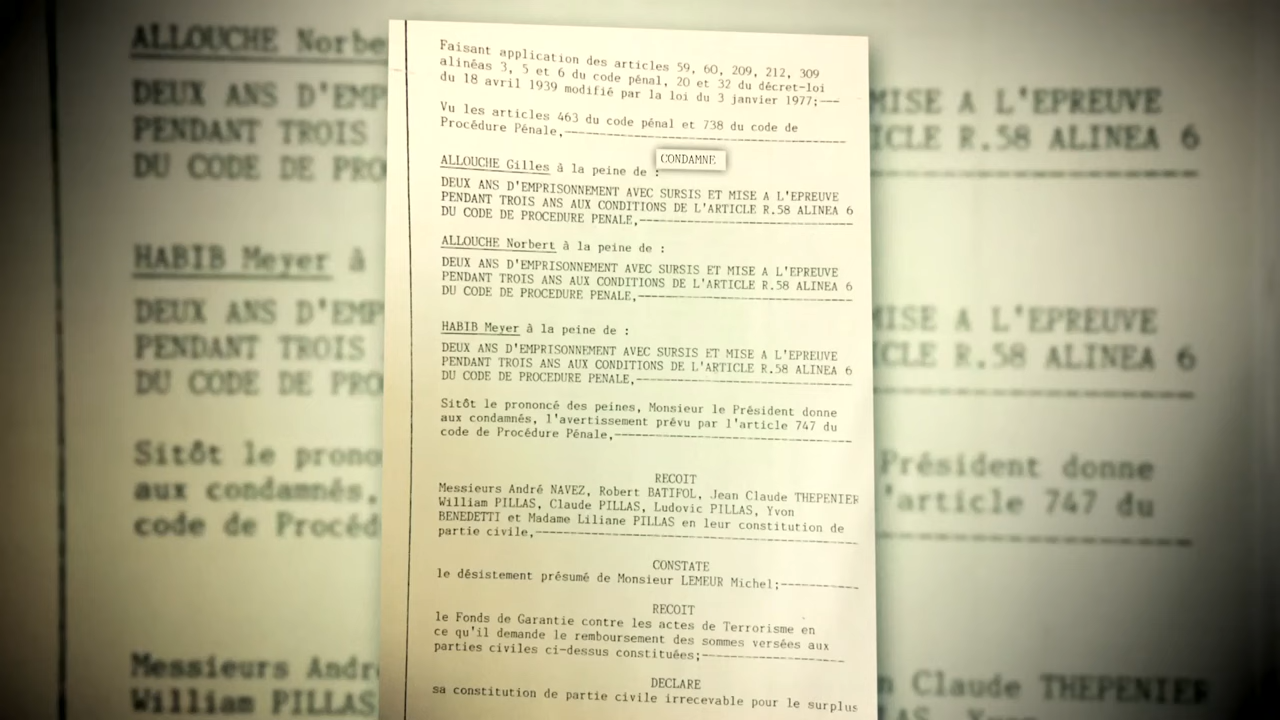 Faisant application des articles 59, 60, 209, 212, 309
alinéas 3, 5 et 6 du code pénal, 20 et 32 du décret-loi
du 18 avril 1939 modifié par la loi du 3 janvier 1977;---
Vu les articles 463 du code pénal et 738 du code de
Procédure Pénale,------------------------------
CONDAMNE
ALLOUCHE Gilles à la peine de :
DEUX ANS D'EMPRISONNEMENT AVEC SURSIS ET MISE A L'EPREUVE
PENDANT TROIS ANS AUX CONDITIONS DE L'ARTICLE R.58 ALINEA 6
DU CODE DE PROCEDURE PENALE,------------------------------
ALLOUCHE Norbert à la peine de :
DEUX ANS D'EMPRISONNEMENT AVEC SURSIS ET MISE A L'EPREUVE
PENDANT TROIS ANS AUX CONDITIONS DE L'ARTICLE R.58 ALINEA 6
DU CODE DE PROCEDURE PENALE,------------------------------
HABIB Meyer à la peine de :
DEUX ANS D'EMPRISONNEMENT AVEC SURSIS ET MISE A L'EPREUVE
PENDANT TROIS ANS AUX CONDITIONS DE L'ARTICLE R.58 ALINEA 6
DU CODE DE PROCEDURE PENALE,------------------------------
Sitôt le prononcé des peines, Monsieur le Président donne
aux condamnés, l'avertissement prévu par l'article 747 du
code de Procédure Pénale,------------------------------
RECOIT
Messieurs André NAVEZ, Robert BATIFOL, Jean Claude THEPENIER
William PILLAS, Claude PILLAS, Ludovic PILLAS, Yvon
BENEDETTI et Madame Liliane PILLAS en leur constitution de
partie civile,------------------------------
CONSTATE
le désistement présumé de Monsieur LEMEUR Michel;----------
RECOIT
le Fonds de Garantie contre les actes de Terrorisme en
ce qu'il demande le remboursement des sommes versées aux
parties civiles ci-dessus constituées;------------------
DECLARE
sa constitution de partie civile irrecevable pour le surplus